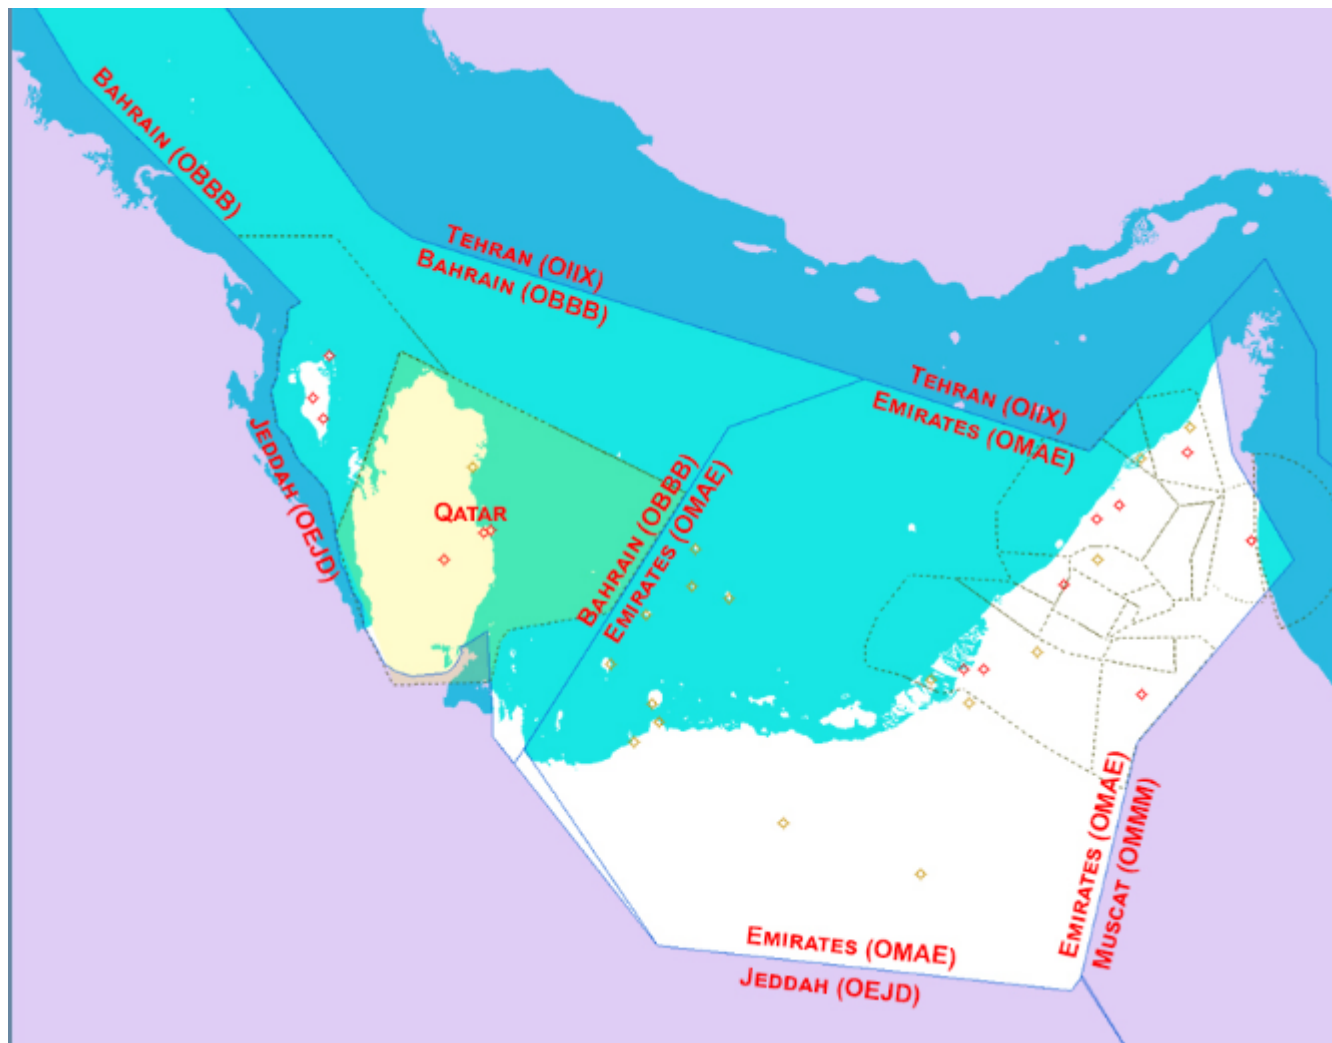 BAHRAIN (OBBB)
TEHRAN (OIIX)
BAHRAIN (OBBB)
TEHRAN (OIIX)
EMIRATES (OMAE)
JEDDAH (OEJD)
QATAR
BAHRAIN (OBBB)
EMIRATES (OMAE)
EMIRATES (OMAE)
MUSCAT (OMMM)
EMIRATES (OMAE)
JEDDAH (OEJD)